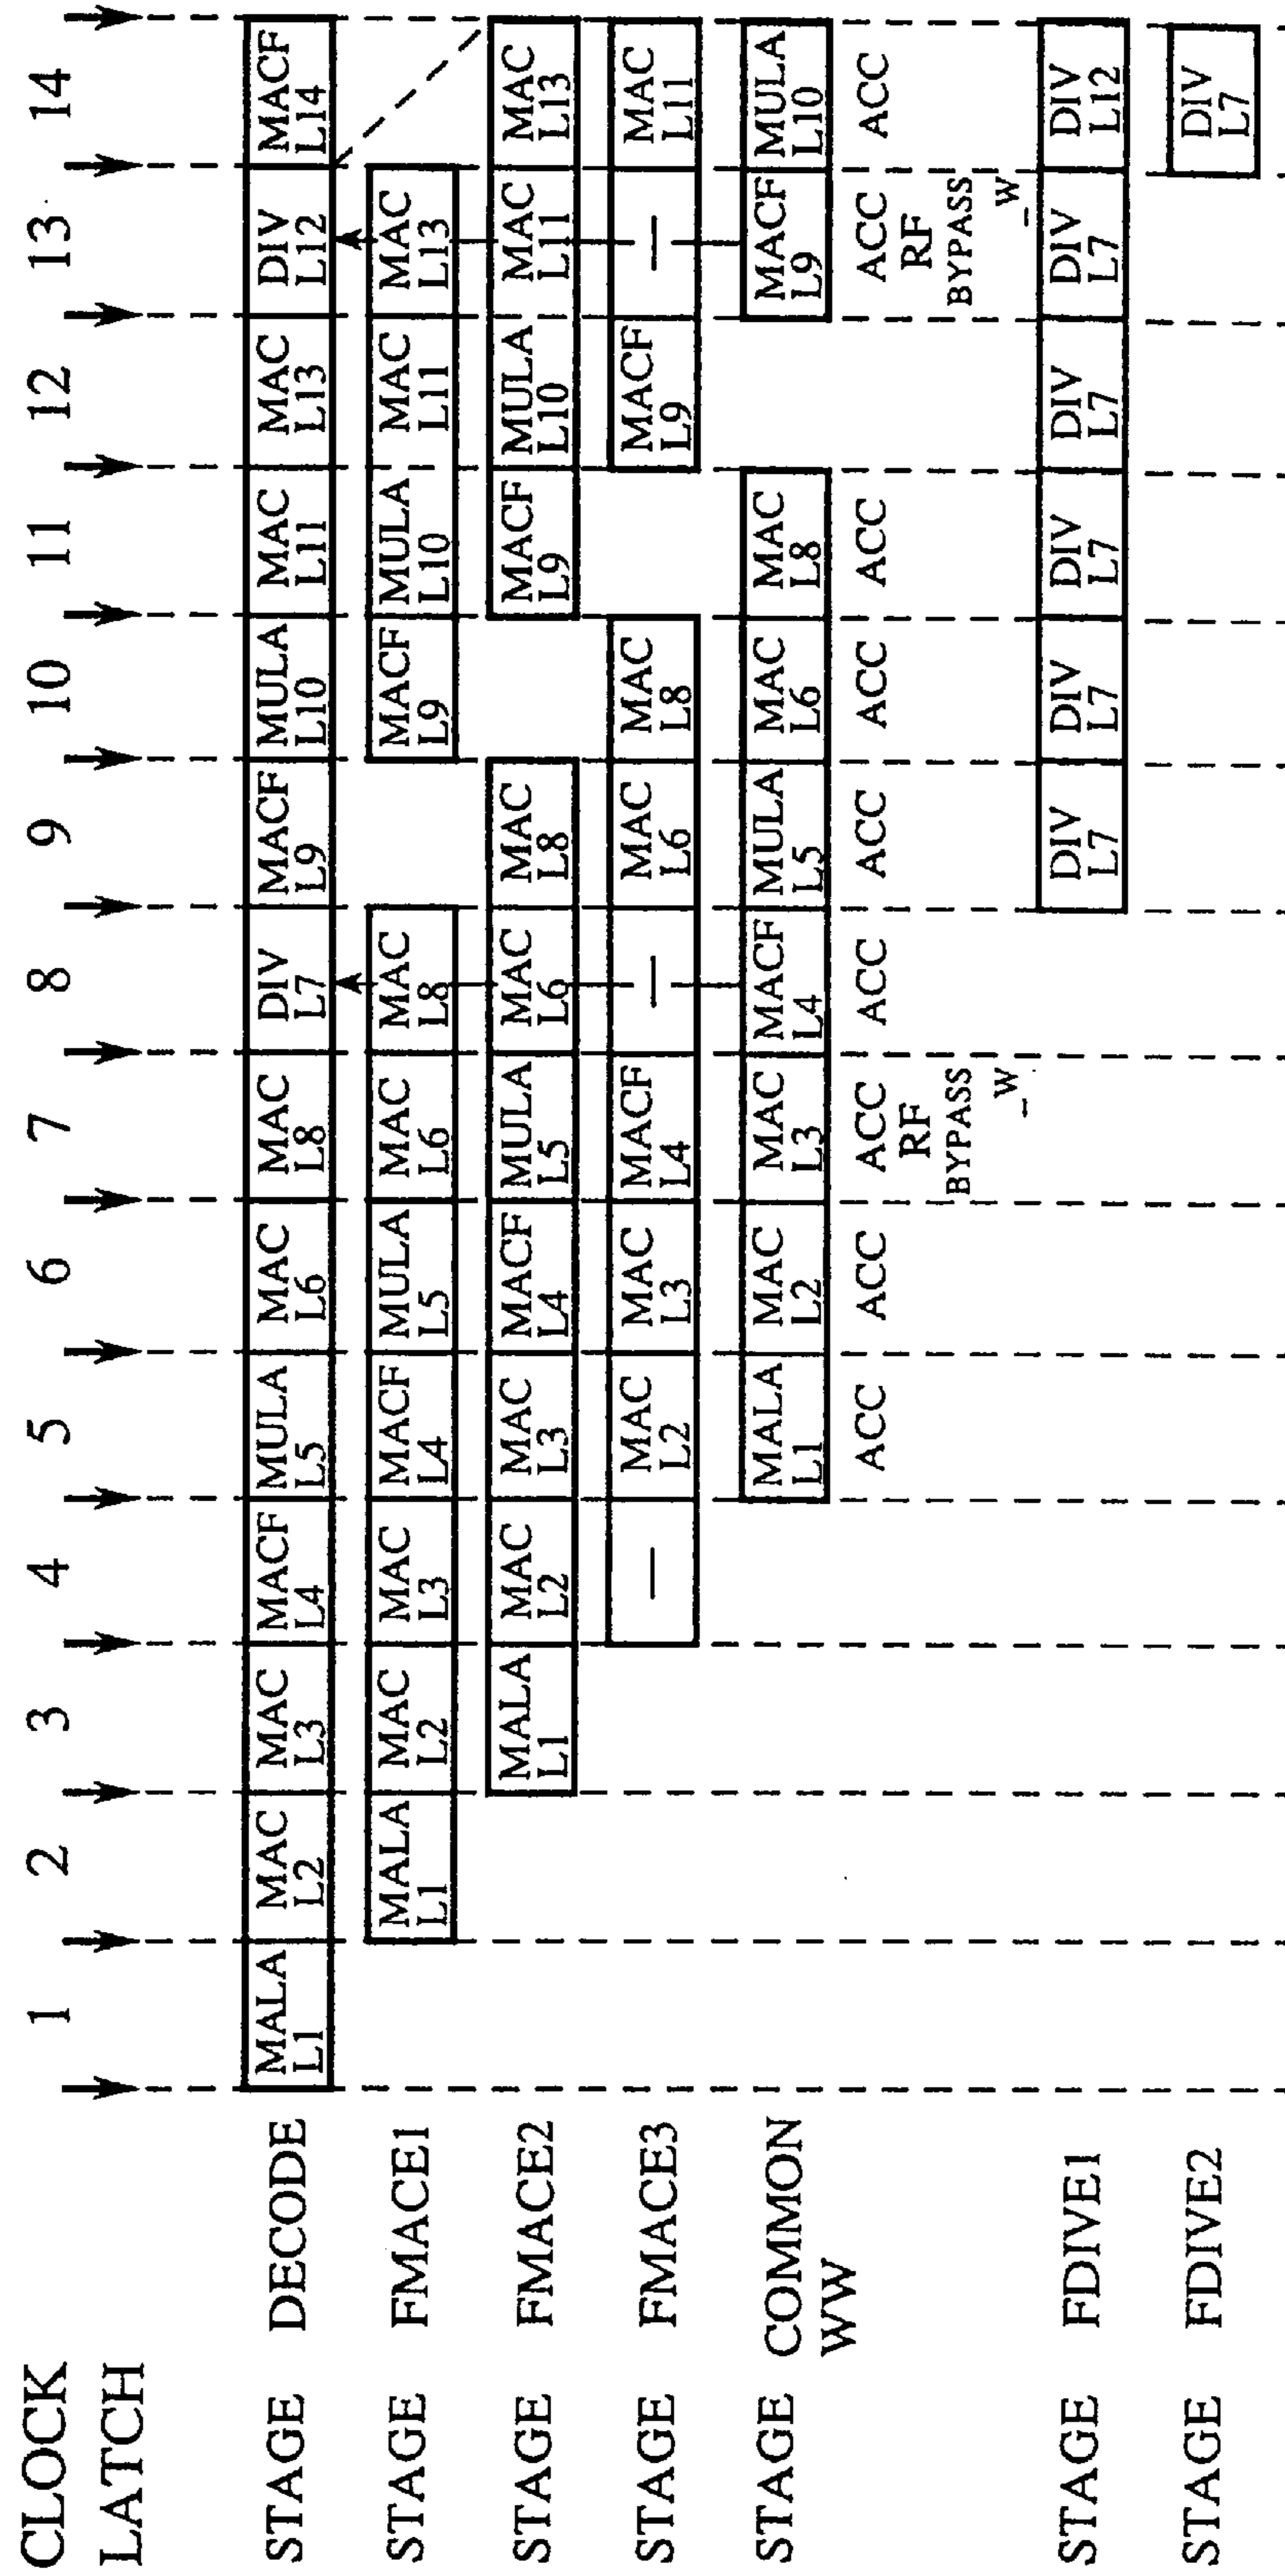 CLOCK 1 2 3 4 5 6 7 8 9 10 11 12 13 14
LATCH
STAGE DECODE MALA MAC MAC MACF MULA MAC MAC DIV MACF MULA MAC MAC DIV MACF
L1 L2 L3 L4 L5 L6 L8 L7 L9 L10 L11 L13 L12 L14
STAGE FMACE1 MALA MAC MAC MACF MULA MAC MAC MACF MULA MAC MAC
L1 L2 L3 L4 L5 L6 L8 L9 L10 L11 L13
STAGE FMACE2 MALA MAC MAC MACF MULA MAC MAC MACF MULA MAC MAC
L1 L2 L3 L4 L5 L6 L8 L9 L10 L11 L13
STAGE FMACE3 — MAC MAC MACF — MAC MAC MACF — MAC
L2 L3 L4 L6 L8 L9 L11
STAGE COMMON MALA MAC MAC MACF MULA MAC MAC MACF MULA
WW L1 L2 L3 L4 L5 L6 L8 L9 L10
ACC ACC ACC ACC ACC ACC ACC ACC ACC
RF RF
BYPASS BYPASS
_W _W
STAGE FDIVE1 DIV DIV DIV DIV DIV DIV
L7 L7 L7 L7 L7 L12
STAGE FDIVE2 DIV
L7